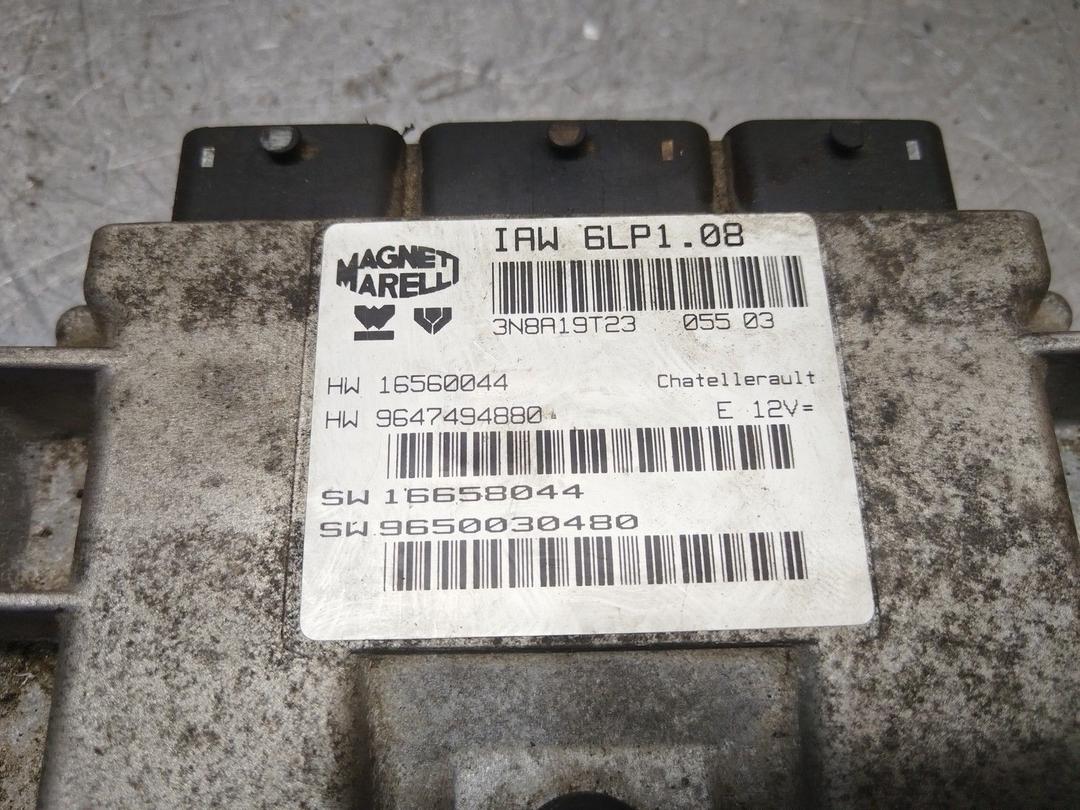 MAGNETI
MARELLI
IAW 6LP1.08
3N8A19T23 055 03
HW 16560044 Chatellerault
HW 9647494880 E 12V=
SW 16658044
SW 9650030480